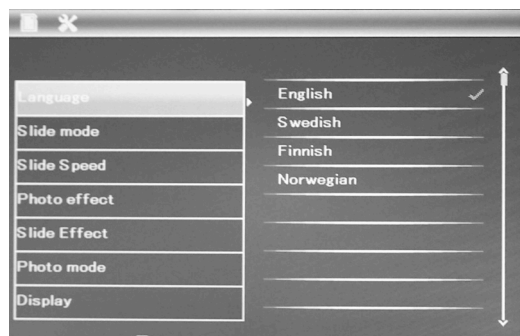 Language
Slide mode
Slide Speed
Photo effect
Slide Effect
Photo mode
Display
English
Swedish
Finnish
Norwegian